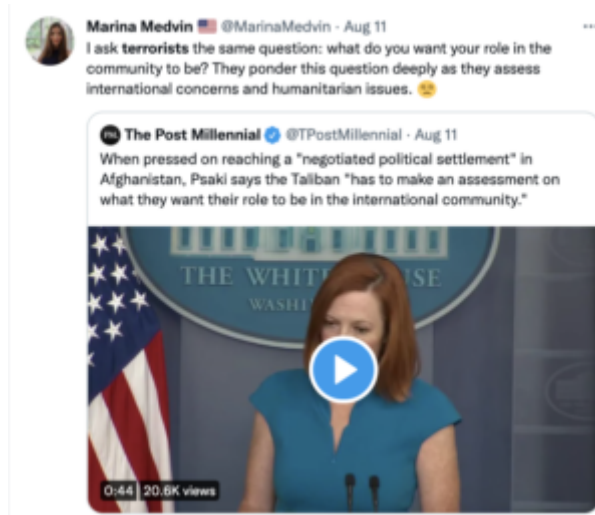 Marina Medvin 🇺🇸 @MarinaMedvin · Aug 11
I ask terrorists the same question: what do you want your role in the
community to be? They ponder this question deeply as they assess
international concerns and humanitarian issues.
The Post Millennial @TPostMillennial · Aug 11
When pressed on reaching a "negotiated political settlement" in
Afghanistan, Psaki says the Taliban "has to make an assessment on
what they want their role to be in the international community."
THE WHITE HOUSE
WASHI
0:44 20.6K views